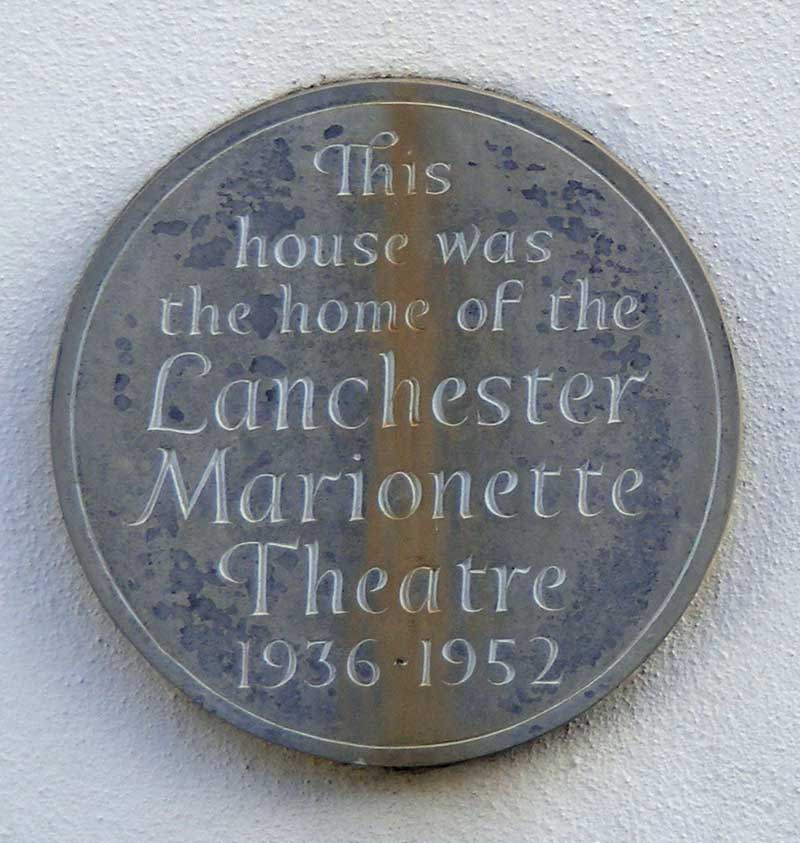 This
house was
the home of the
Lanchester
Marionette
Theatre
1936 · 1952